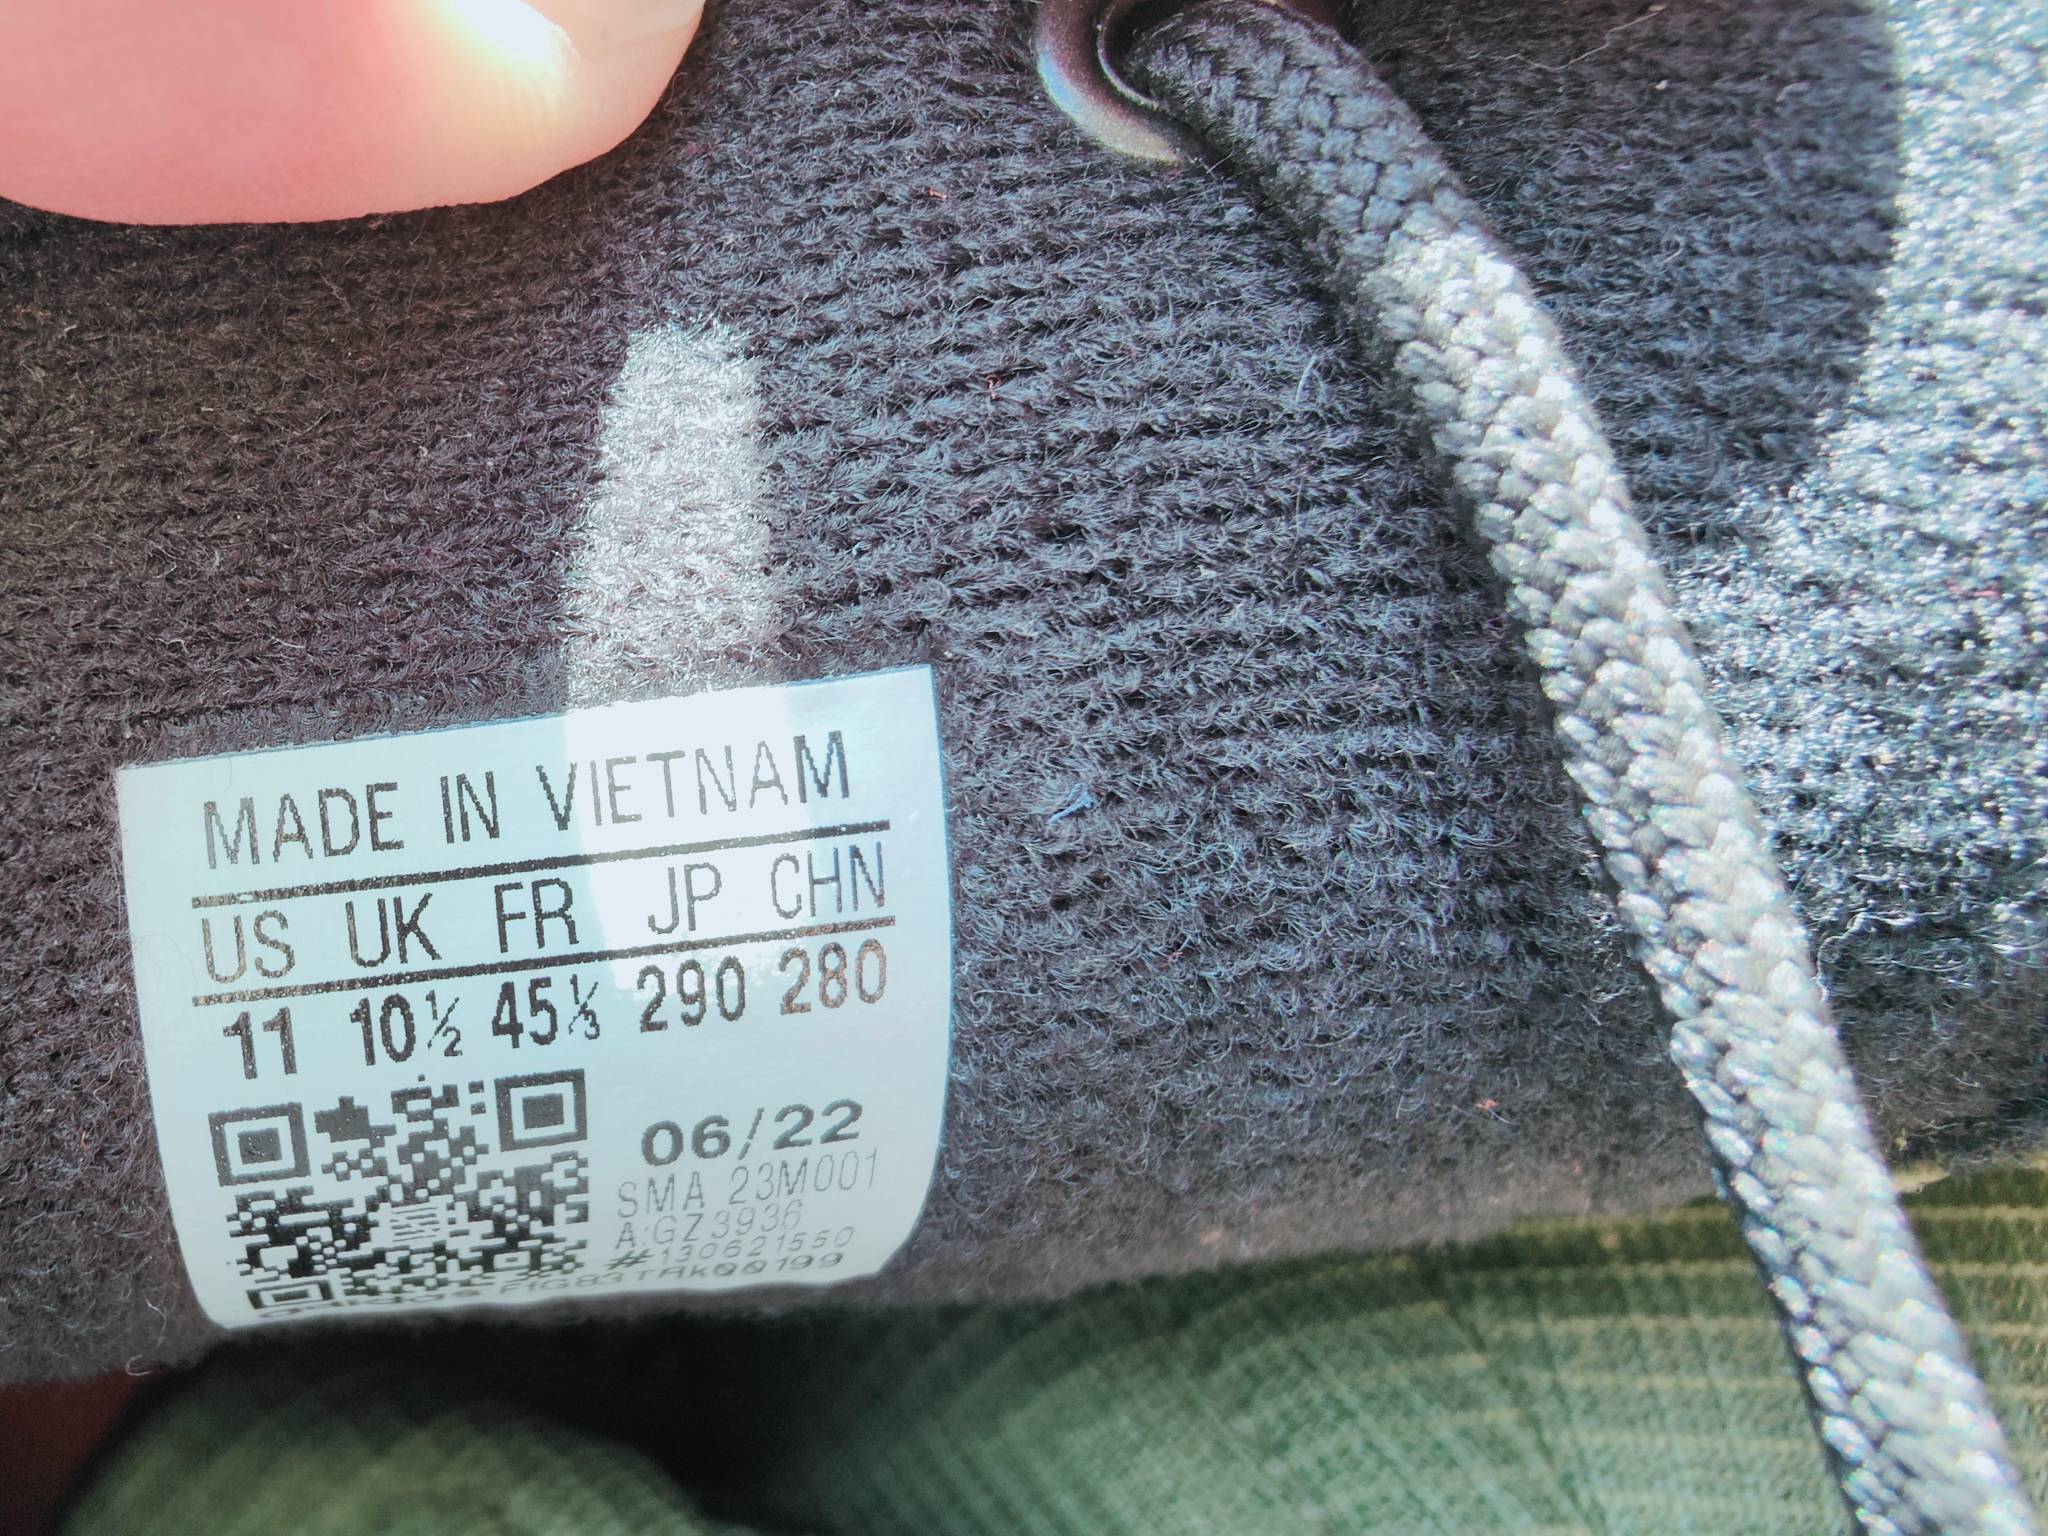 MADE IN VIETNAM
US UK FR JP CHN
11 10½ 45⅓ 290 280
06/22
SMA 23M001
A:GZ3936
#130621550